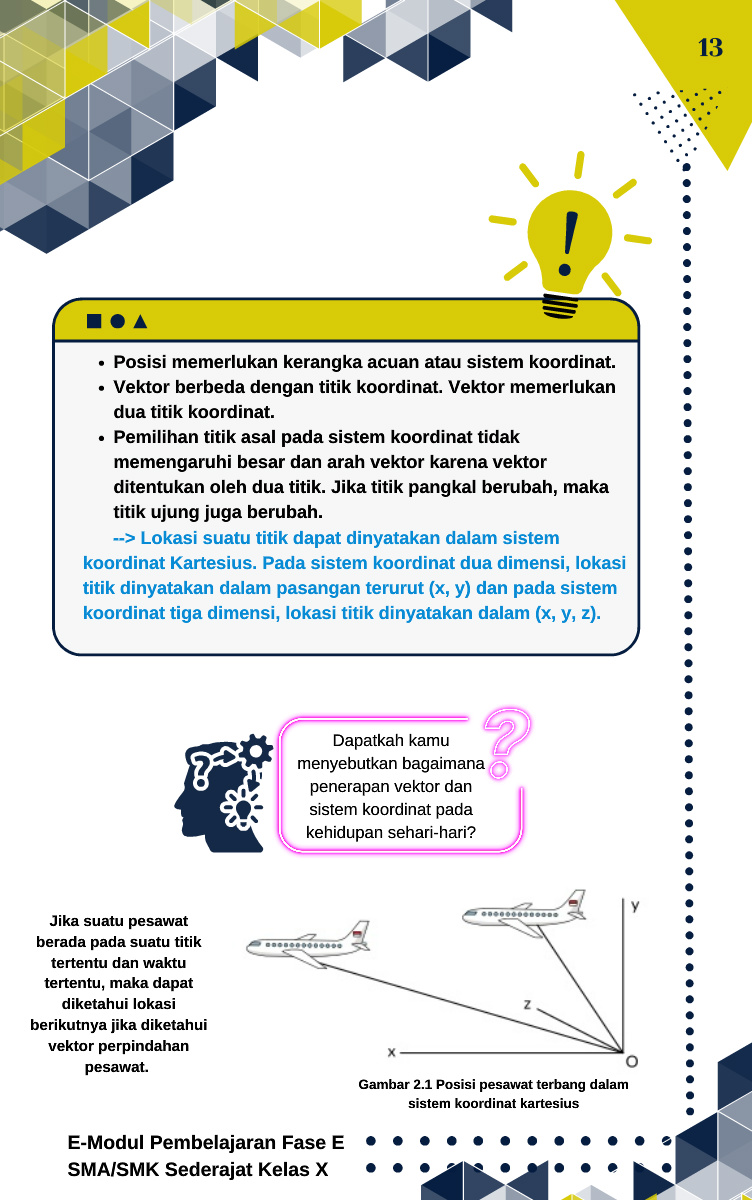 13
• Posisi memerlukan kerangka acuan atau sistem koordinat.
• Vektor berbeda dengan titik koordinat. Vektor memerlukan
dua titik koordinat.
• Pemilihan titik asal pada sistem koordinat tidak
memengaruhi besar dan arah vektor karena vektor
ditentukan oleh dua titik. Jika titik pangkal berubah, maka
titik ujung juga berubah.
--> Lokasi suatu titik dapat dinyatakan dalam sistem
koordinat Kartesius. Pada sistem koordinat dua dimensi, lokasi
titik dinyatakan dalam pasangan terurut (x, y) dan pada sistem
koordinat tiga dimensi, lokasi titik dinyatakan dalam (x, y, z).
Dapatkah kamu
menyebutkan bagaimana
penerapan vektor dan
sistem koordinat pada
kehidupan sehari-hari?
Jika suatu pesawat
berada pada suatu titik
tertentu dan waktu
tertentu, maka dapat
diketahui lokasi
berikutnya jika diketahui
vektor perpindahan
pesawat.
y
z
x
O
Gambar 2.1 Posisi pesawat terbang dalam
sistem koordinat kartesius
E-Modul Pembelajaran Fase E
SMA/SMK Sederajat Kelas X